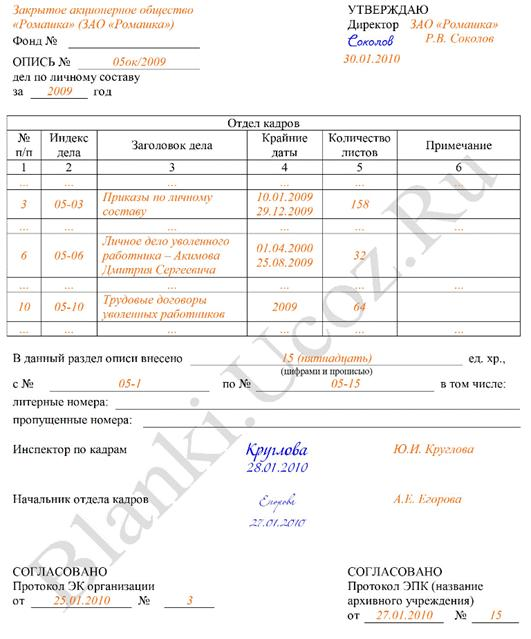 Закрытое акционерное общество
«Ромашка» (ЗАО «Ромашка»)
Фонд №
ОПИСЬ № 05ок/2009
дел по личному составу
за 2009 год
УТВЕРЖДАЮ
Директор ЗАО «Ромашка»
Соколов Р.В. Соколов
30.01.2010
Отдел кадров
№ п/п Индекс дела Заголовок дела Крайние даты Количество листов Примечание
1 2 3 4 5 6
... ... ... ... ... ...
3 05-03 Приказы по личному составу 10.01.2009 29.12.2009 158
... ... ... ... ... ...
6 05-06 Личное дело уволенного работника – Акимова Дмитрия Сергеевича 01.04.2000 25.08.2009 32
... ... ... ... ... ...
10 05-10 Трудовые договоры уволенных работников 2009 64
... ... ... ... ... ...
В данный раздел описи внесено 15 (пятнадцать) ед. хр.,
(цифрами и прописью)
с № 05-1 по № 05-15 в том числе:
литерные номера:
пропущенные номера:
Инспектор по кадрам Круглова Ю.И. Круглова
28.01.2010
Начальник отдела кадров Егорова А.Е. Егорова
27.01.2010
СОГЛАСОВАНО
Протокол ЭК организации
от 25.01.2010 № 3
СОГЛАСОВАНО
Протокол ЭПК (название
архивного учреждения)
от 27.01.2010 № 15
Blanki.Ucoz.Ru